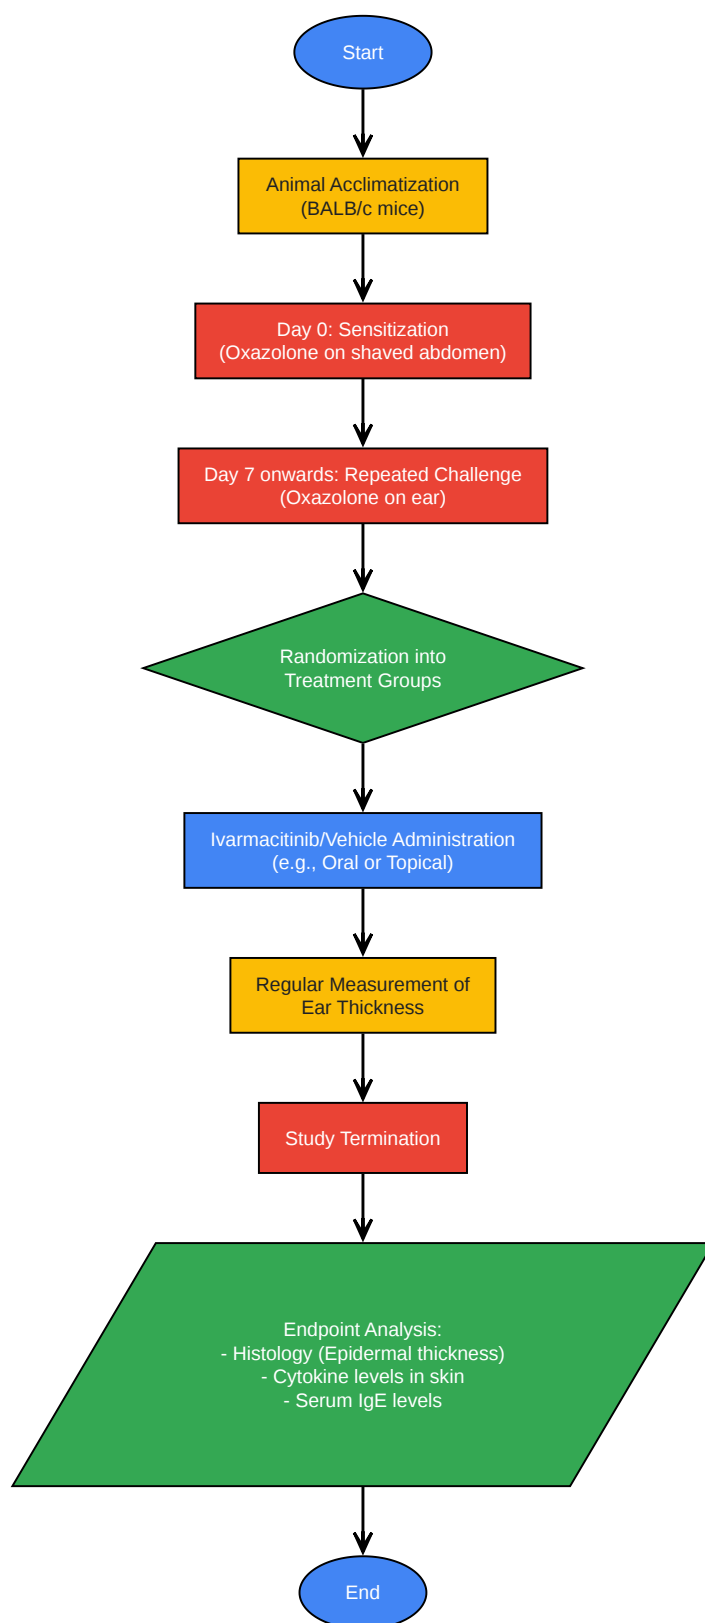 Start
Animal Acclimatization
(BALB/c mice)
Day 0: Sensitization
(Oxazolone on shaved abdomen)
Day 7 onwards: Repeated Challenge
(Oxazolone on ear)
Randomization into
Treatment Groups
Ivarmacitinib/Vehicle Administration
(e.g., Oral or Topical)
Regular Measurement of
Ear Thickness
Study Termination
Endpoint Analysis:
- Histology (Epidermal thickness)
- Cytokine levels in skin
- Serum IgE levels
End